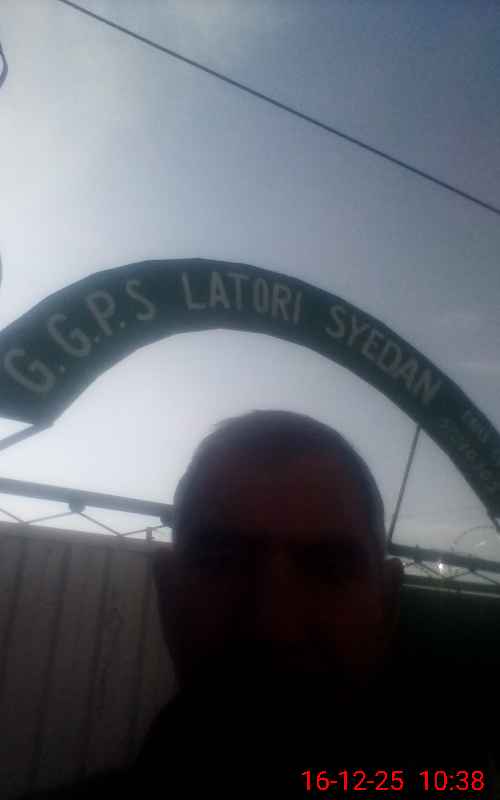 G.G.P.S LATORI SYEDAN
16-12-25 10:38